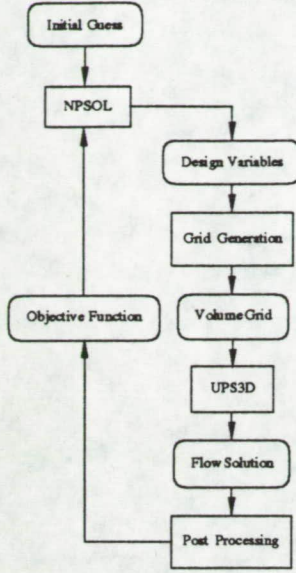 Initial Guess
NPSOL
Design Variables
Grid Generation
Objective Function
Volume Grid
UPS3D
Flow Solution
Post Processing